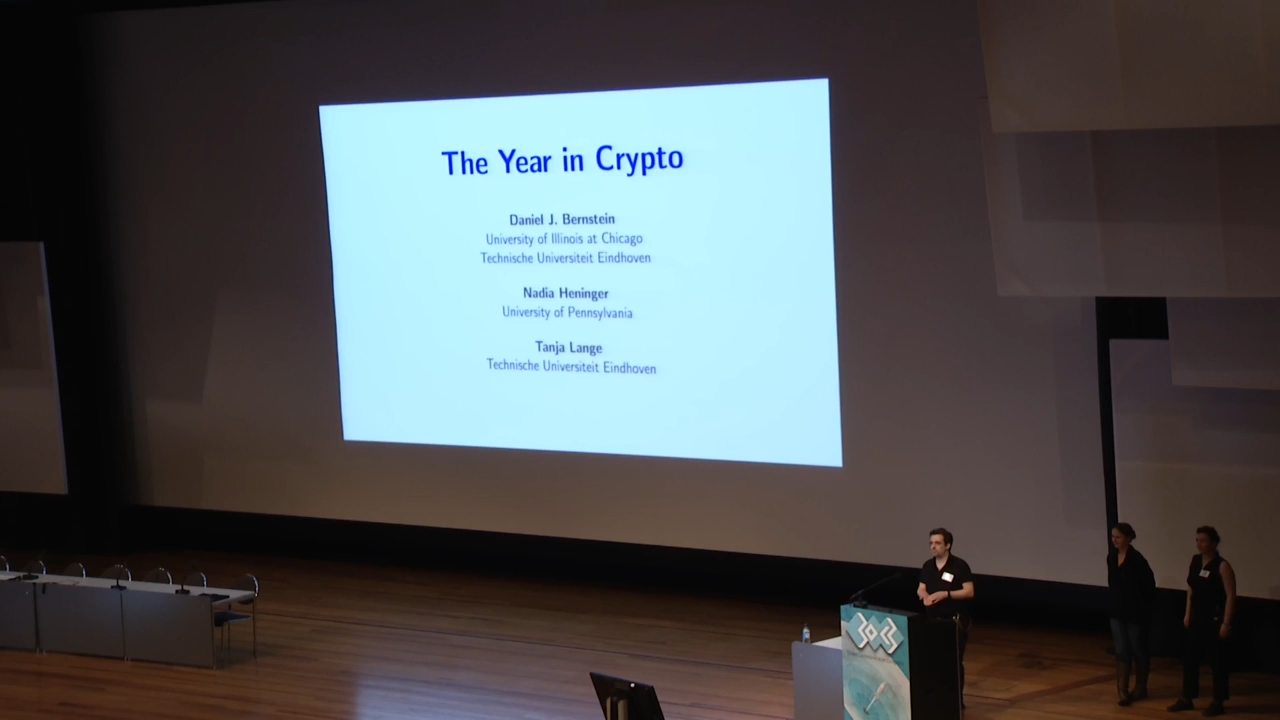 The Year in Crypto
Daniel J. Bernstein
University of Illinois at Chicago
Technische Universiteit Eindhoven
Nadia Heninger
University of Pennsylvania
Tanja Lange
Technische Universiteit Eindhoven
30C3